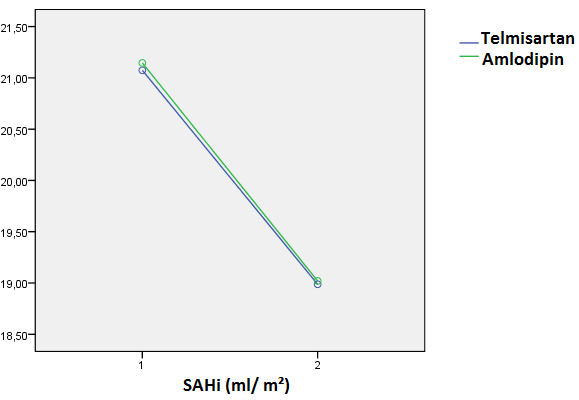 21,50
21,00
20,50
20,00
19,50
19,00
18,50
1 2
SAHi (ml/ m²)
Telmisartan
Amlodipin